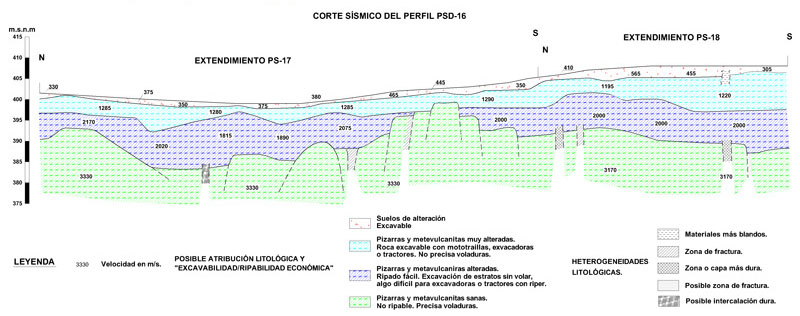 CORTE SÍSMICO DEL PERFIL PSD-16
m.s.n.m
415
410
405
400
395
390
385
380
375
N
EXTENDIMIENTO PS-17
S
N
EXTENDIMIENTO PS-18
S
330
375
350
375
380
465
445
350
410
565
455
305
1285
1280
1285
1290
1195
1220
2170
2020
1815
1890
2075
2000
2000
2000
2000
3330
3330
3330
3170
3170
LEYENDA
3330 Velocidad en m/s.
POSIBLE ATRIBUCIÓN LITOLÓGICA Y
"EXCAVABILIDAD/RIPABILIDAD ECONÓMICA"
Suelos de alteración
Excavable
Pizarras y metevulcanitas muy alteradas.
Roca excavable con mototraillas, exvacadoras
o tractores. No precisa voladuras.
Pizarras y metavulcaniras alteradas.
Ripado fácil. Excavación de estratos sin volar,
algo difícil para excavadoras o tractores con riper.
Pizarras y metavulcanitas sanas.
No ripable. Precisa voladuras.
HETEROGENEIDADES
LITOLÓGICAS.
Materiales más blandos.
Zona de fractura.
Zona o capa más dura.
Posible zona de fractura.
Posible intercalación dura.